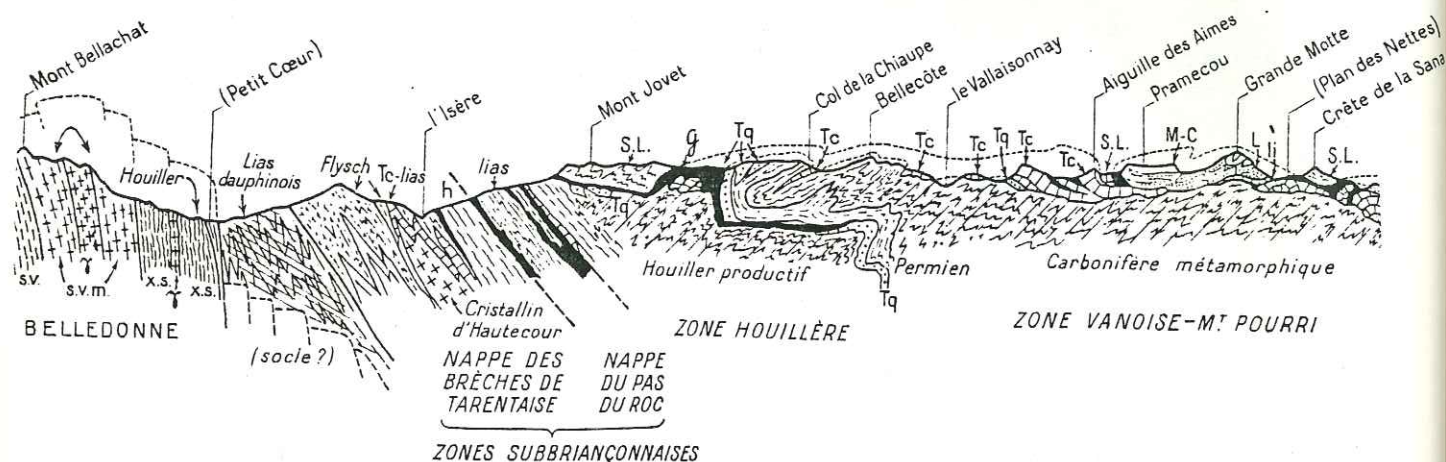 Mont Bellachat
(Petit Cœur)
l'Isère
Mont Jovet
Col de la Chiaupe
Bellecôte
le Vallaisonnay
Aiguille des Aimes
Pramecou
Grande Motte
(Plan des Nettes)
Crête de la Sana
Houiller
Lias
dauphinois
Flysch
Tc-lias
h
lias
S.L.
g
Tq
Tc
Tc
Tc
Tq
Tc
Tc
S.L.
M-C
S.L.
q
s.v.
γ
s.v.m.
x.s.
γ
x.s.
Houiller productif
Permien
Tq
Carbonifère métamorphique
Cristallin
d'Hautecour
BELLEDONNE
(socle?)
ZONE HOUILLÈRE
ZONE VANOISE-Mᵀ POURRI
NAPPE DES
BRÈCHES DE
TARENTAISE
NAPPE
DU PAS
DU ROC
ZONES SUBBRIANÇONNAISES